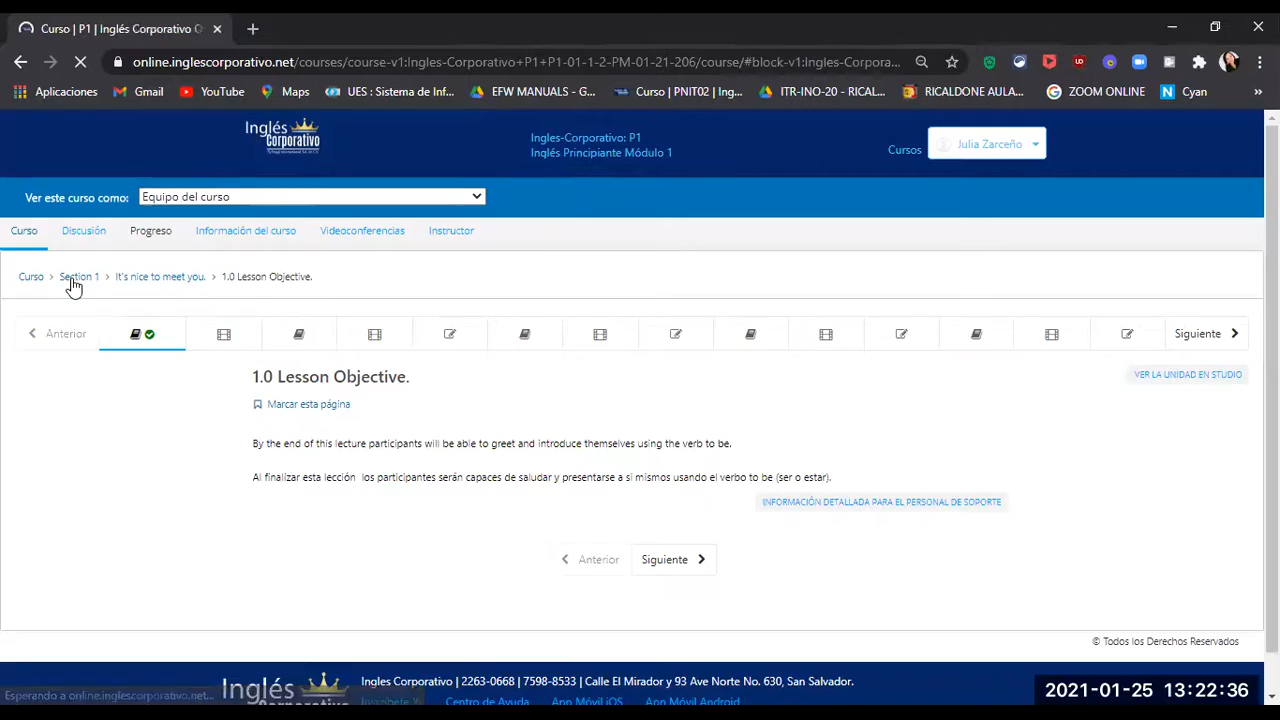 Curso | P1 | Inglés Corporativo O
online.inglescorporativo.net/courses/course-v1:Ingles-Corporativo+P1+P1-01-1-2-PM-01-21-206/course/#block-v1:Ingles-Corpora...
Aplicaciones Gmail YouTube Maps UES : Sistema de Inf... EFW MANUALS - G... Curso | PNIT02 | Ing... ITR-INO-20 - RICAL... RICALDONE AULA... ZOOM ONLINE Cyan »
Inglés Corporativo
Ingles-Corporativo: P1
Inglés Principiante Módulo 1
Cursos Julia Zarceño
Ver este curso como: Equipo del curso
Curso Discusión Progreso Información del curso Videoconferencias Instructor
Curso > Section 1 > It's nice to meet you. > 1.0 Lesson Objective.
Anterior Siguiente
1.0 Lesson Objective.
VER LA UNIDAD EN STUDIO
Marcar esta página
By the end of this lecture participants will be able to greet and introduce themselves using the verb to be.
Al finalizar esta lección los participantes serán capaces de saludar y presentarse a si mismos usando el verbo to be (ser o estar).
INFORMACIÓN DETALLADA PARA EL PERSONAL DE SOPORTE
Anterior Siguiente
© Todos los Derechos Reservados
Inglés
Ingles Corporativo | 2263-0668 | 7598-8533 | Calle El Mirador y 93 Ave Norte No. 630, San Salvador.
Esperando a online.inglescorporativo.net...
Centro de Ayuda App Móvil iOS App Móvil Android
2021-01-25 13:22:36